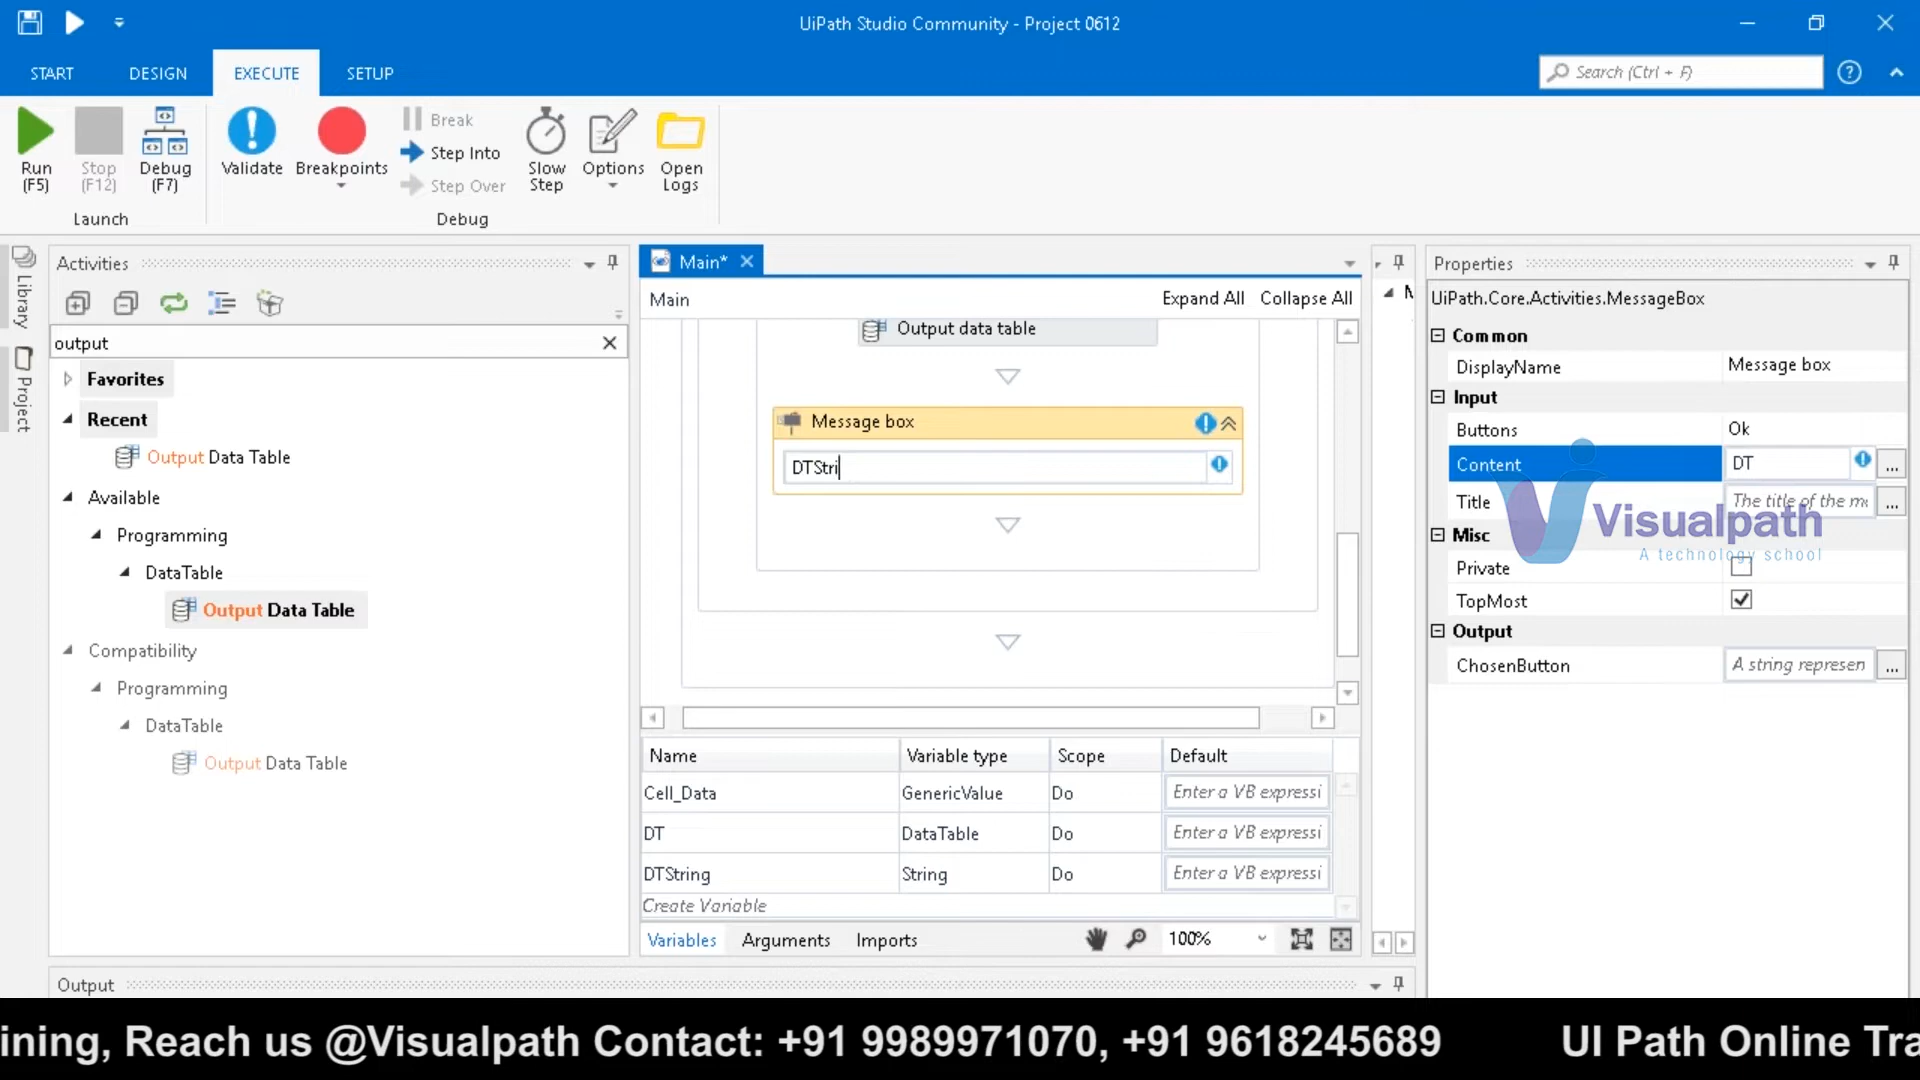 UiPath Studio Community - Project 0612
START DESIGN EXECUTE SETUP
Search (Ctrl + F)
Run (F5)
Stop (F12)
Debug (F7)
Launch
Validate
Breakpoints
Break
Step Into
Step Over
Slow Step
Options
Open Logs
Debug
Library
Project
Activities
output
Favorites
Recent
Output Data Table
Available
Programming
DataTable
Output Data Table
Compatibility
Programming
DataTable
Output Data Table
Main*
Main Expand All Collapse All
Output data table
Message box
DTStri
Name Variable type Scope Default
Cell_Data GenericValue Do Enter a VB expressi
DT DataTable Do Enter a VB expressi
DTString String Do Enter a VB expressi
Create Variable
Variables Arguments Imports 100%
Properties
UiPath.Core.Activities.MessageBox
Common
DisplayName Message box
Input
Buttons Ok
Content DT ...
Title The title of the me ...
Misc
Private
TopMost
Output
ChosenButton A string represen ...
Visualpath
A technology school
Output
ining, Reach us @Visualpath Contact: +91 9989971070, +91 9618245689 UI Path Online Tra